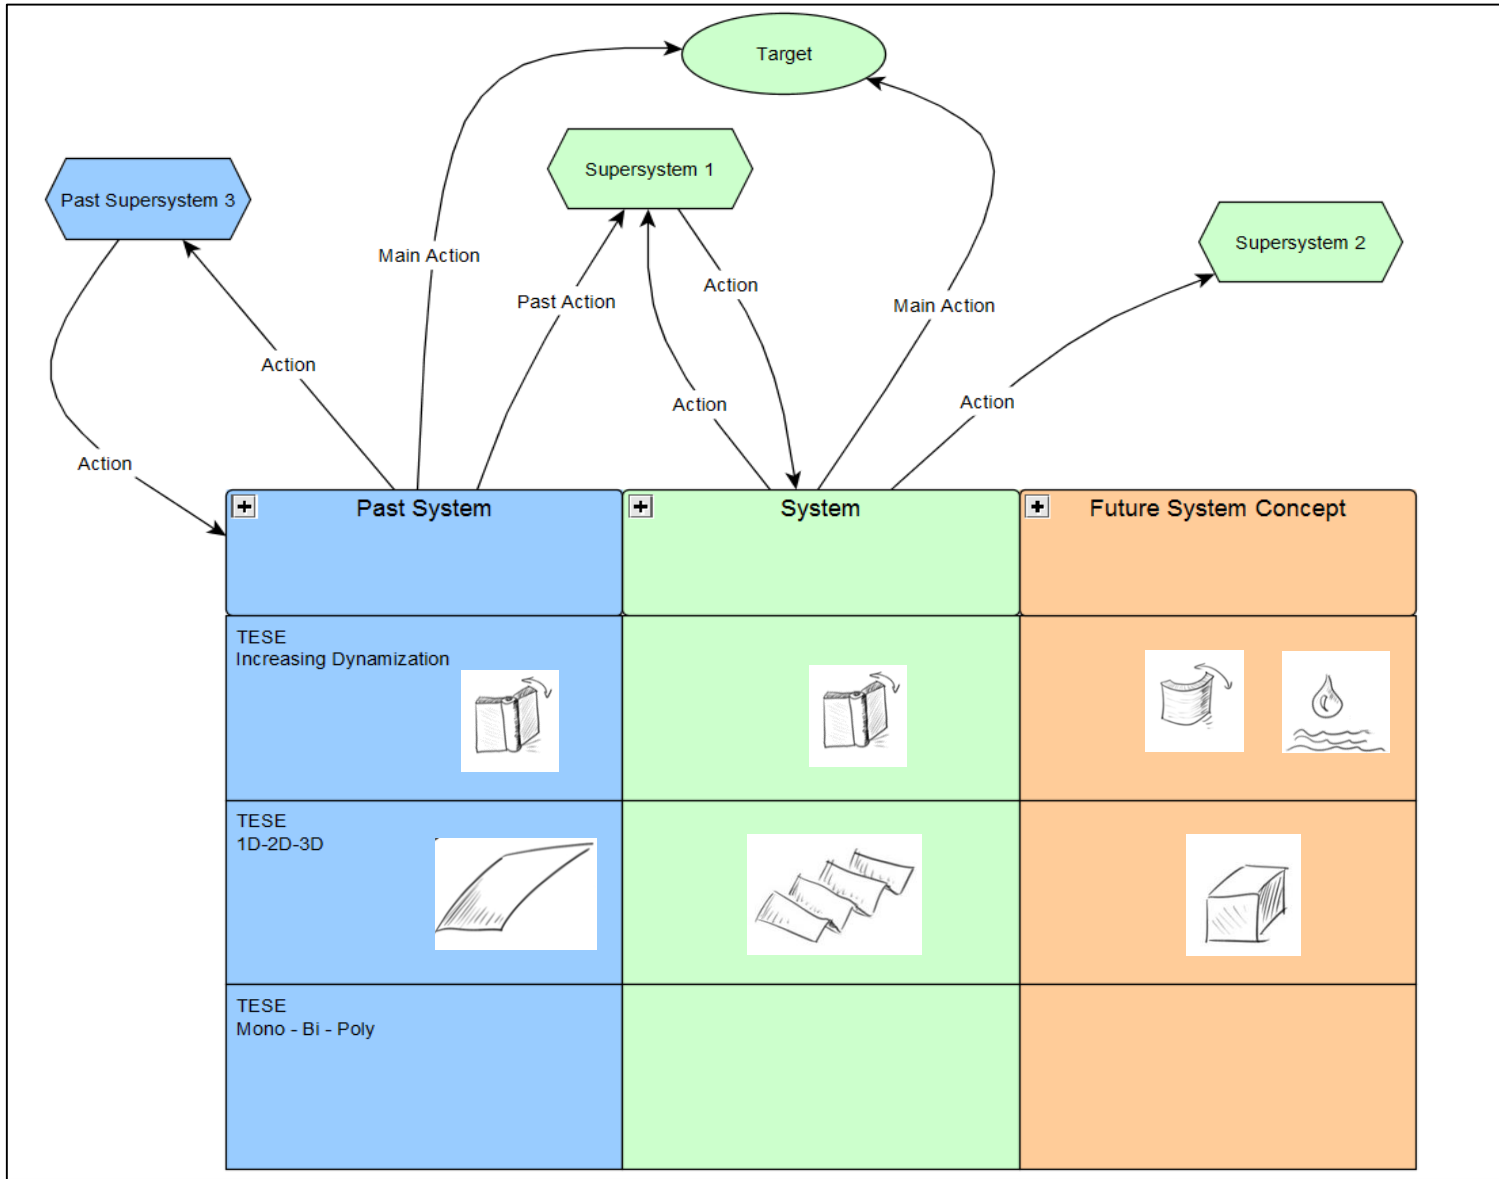 Target
Supersystem 1
Past Supersystem 3
Supersystem 2
Main Action
Action
Past Action
Main Action
Action
Action
Action
Action
Past System
System
Future System Concept
TESE
Increasing Dynamization
TESE
1D-2D-3D
TESE
Mono - Bi - Poly